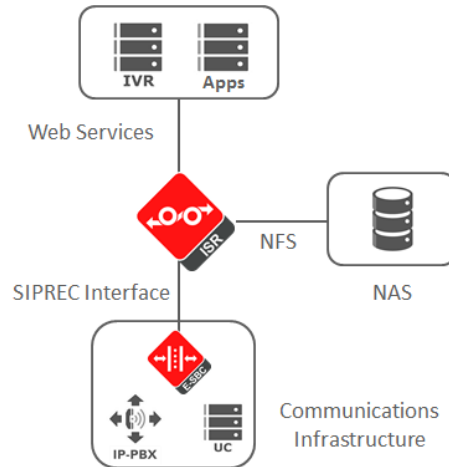 IVR
Apps
Web Services
ISR
NFS
NAS
SIPREC Interface
E-SBC
IP-PBX
UC
Communications
Infrastructure